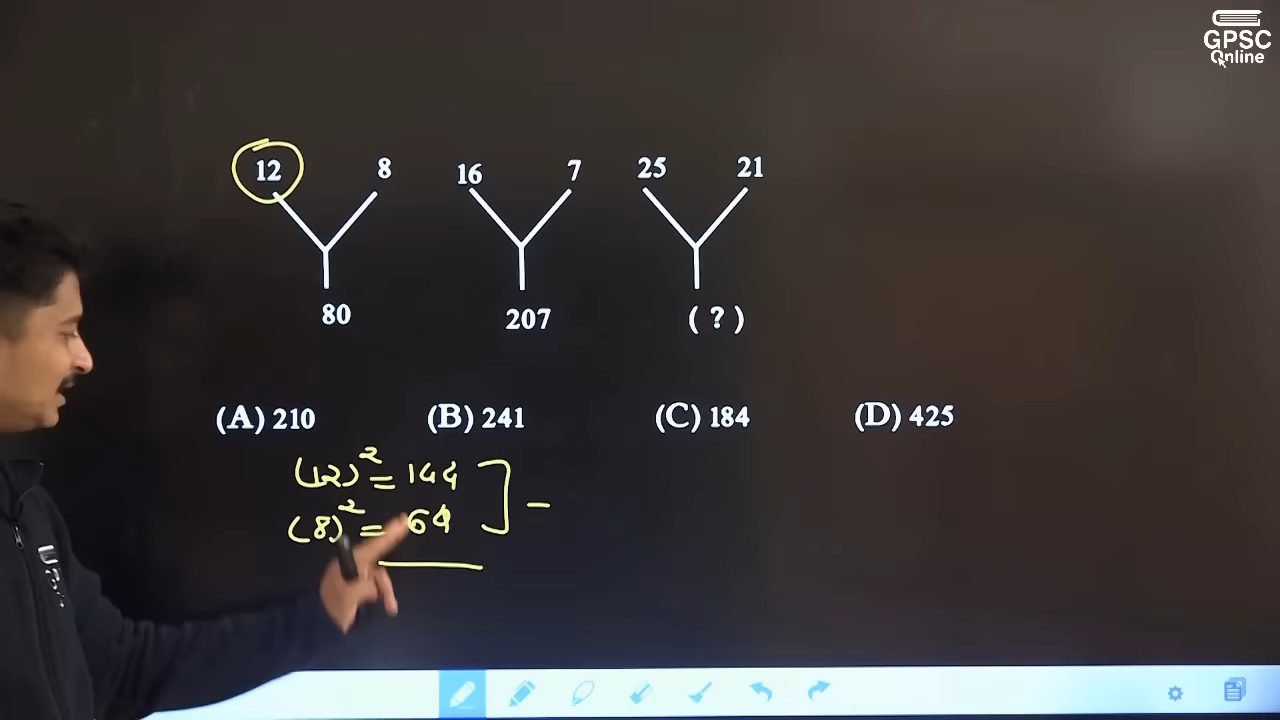 GPSC
Online
12 8 16 7 25 21
80 207 ( ? )
(A) 210 (B) 241 (C) 184 (D) 425
(12)² = 144
(8)² = 64 ] –